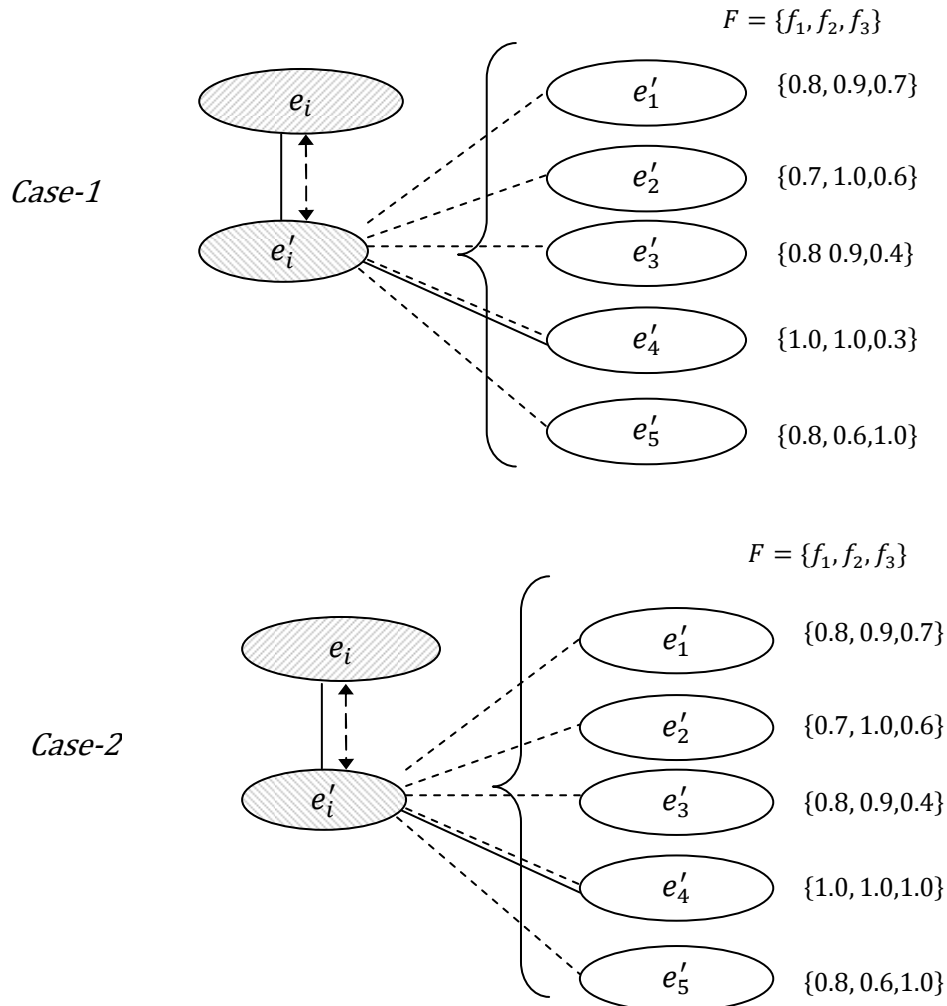 F = {f₁, f₂, f₃}
e′₁ {0.8, 0.9,0.7}
eᵢ
e′₂ {0.7, 1.0,0.6}
Case-1
e′ᵢ e′₃ {0.8 0.9,0.4}
e′₄ {1.0, 1.0,0.3}
e′₅ {0.8, 0.6,1.0}
F = {f₁, f₂, f₃}
e′₁ {0.8, 0.9,0.7}
eᵢ
e′₂ {0.7, 1.0,0.6}
Case-2
e′ᵢ e′₃ {0.8, 0.9,0.4}
e′₄ {1.0, 1.0,1.0}
e′₅ {0.8, 0.6,1.0}